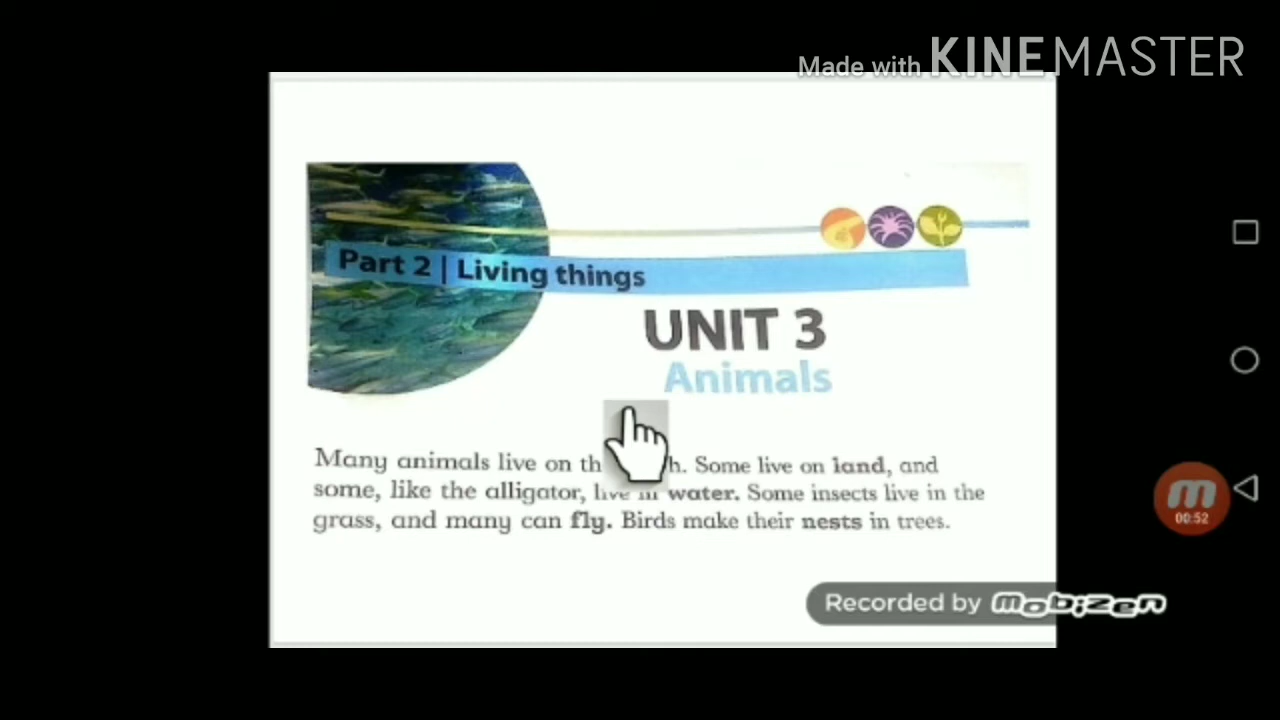 Made with KINEMASTER
Part 2 | Living things
UNIT 3
Animals
Many animals live on th h. Some live on land, and
some, like the alligator, live in water. Some insects live in the
grass, and many can fly. Birds make their nests in trees.
00:52
Recorded by mobizen